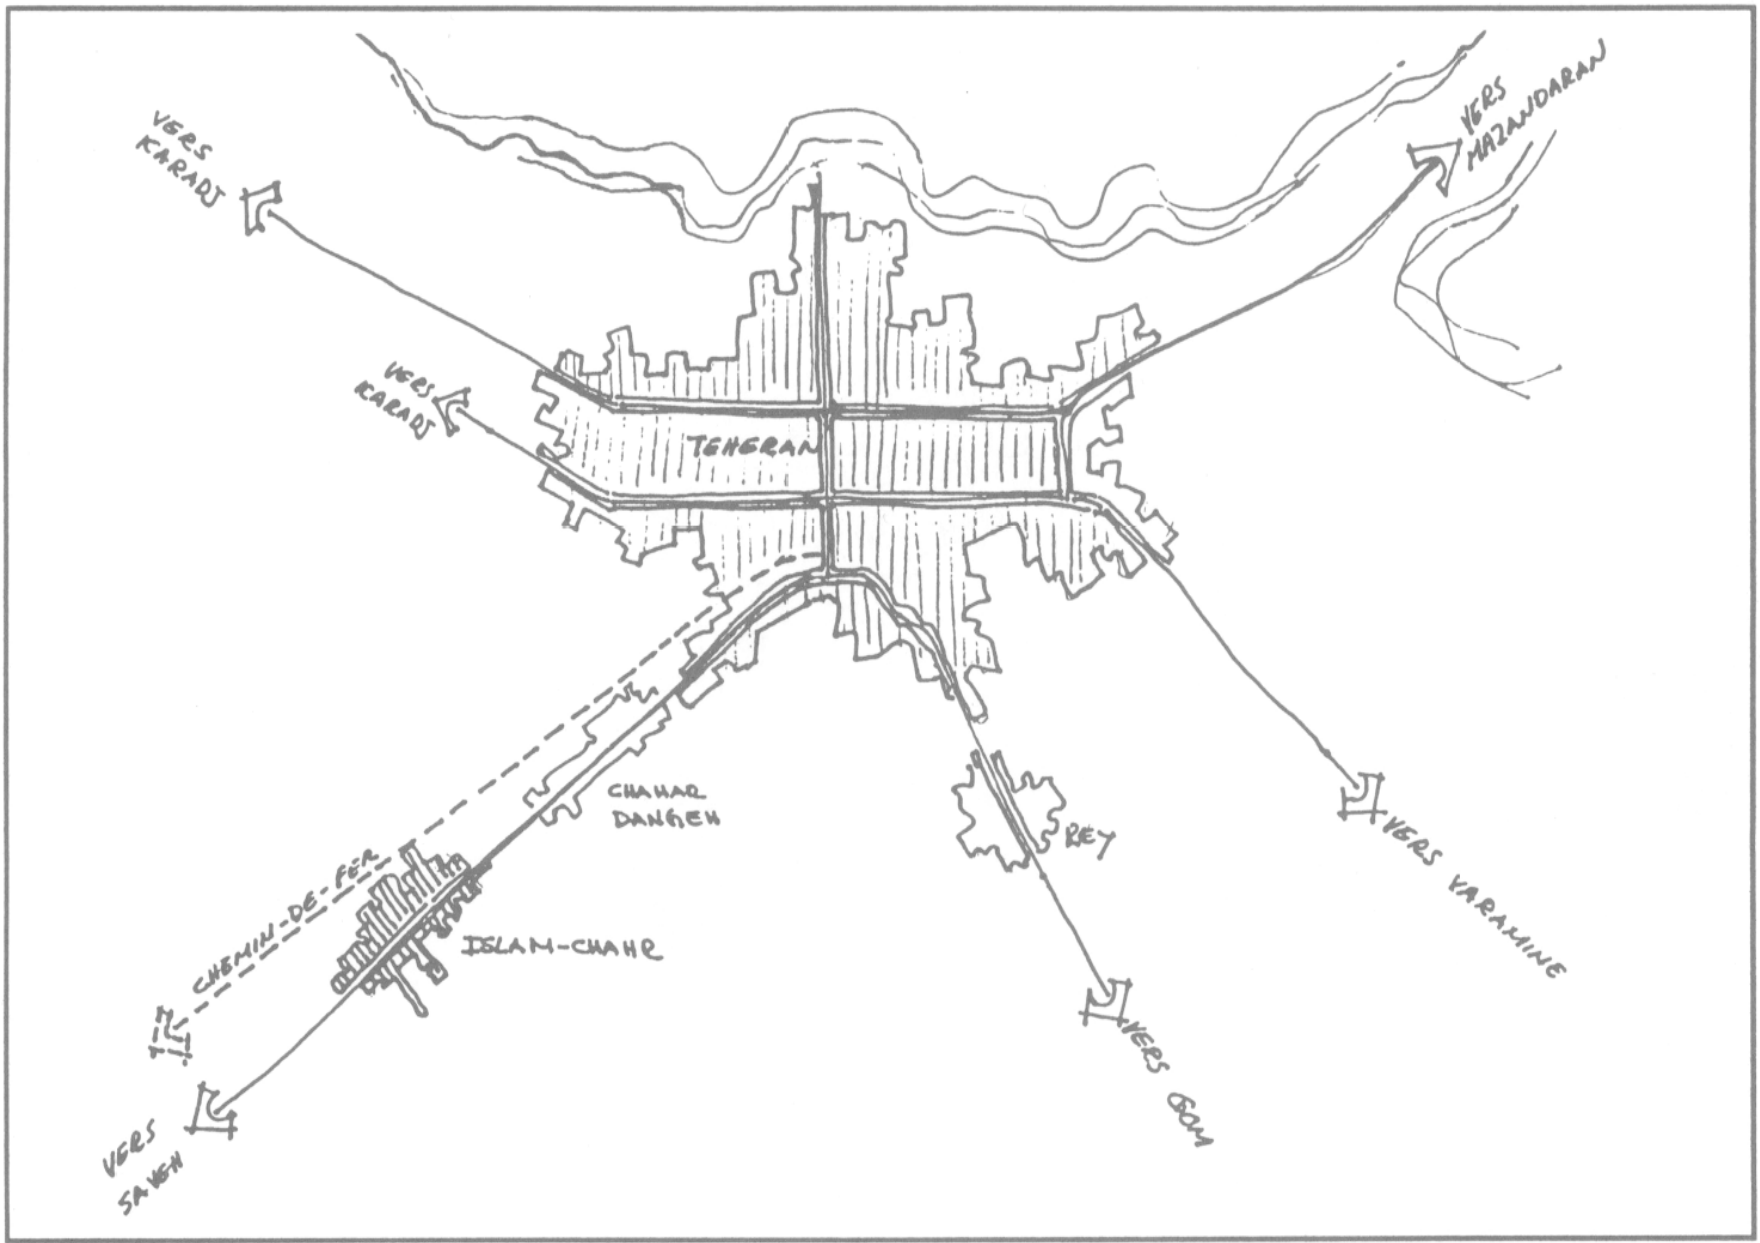 VERS
KARADJ
VERS
MAZANDARAN
VERS
KARADJ
TEHERAN
CHAHAR
DANGEH
REY
CHEMIN-DE-FER
ISLAM-CHAHR
VERS VARAMINE
VERS GOM
VERS
SAVEH